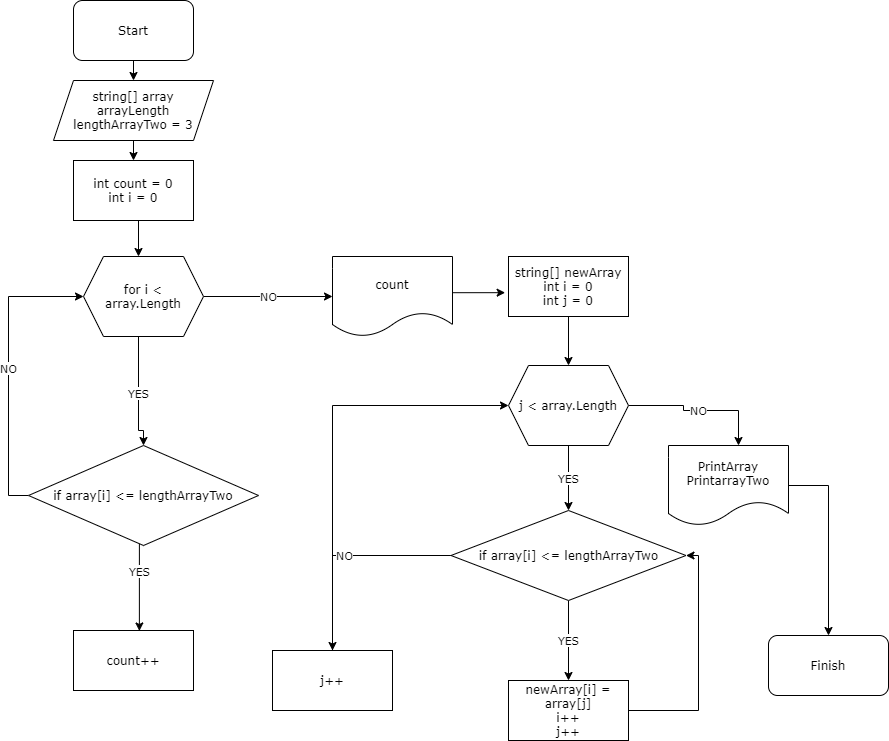 Start
string[] array
arrayLength
lengthArrayTwo = 3
int count = 0
int i = 0
for i <
array.Length
NO
count
string[] newArray
int i = 0
int j = 0
NO
YES
j < array.Length
NO
PrintArray
PrintarrayTwo
if array[i] <= lengthArrayTwo
YES
if array[i] <= lengthArrayTwo
NO
YES
YES
count++
j++
newArray[i] =
array[j]
i++
j++
Finish